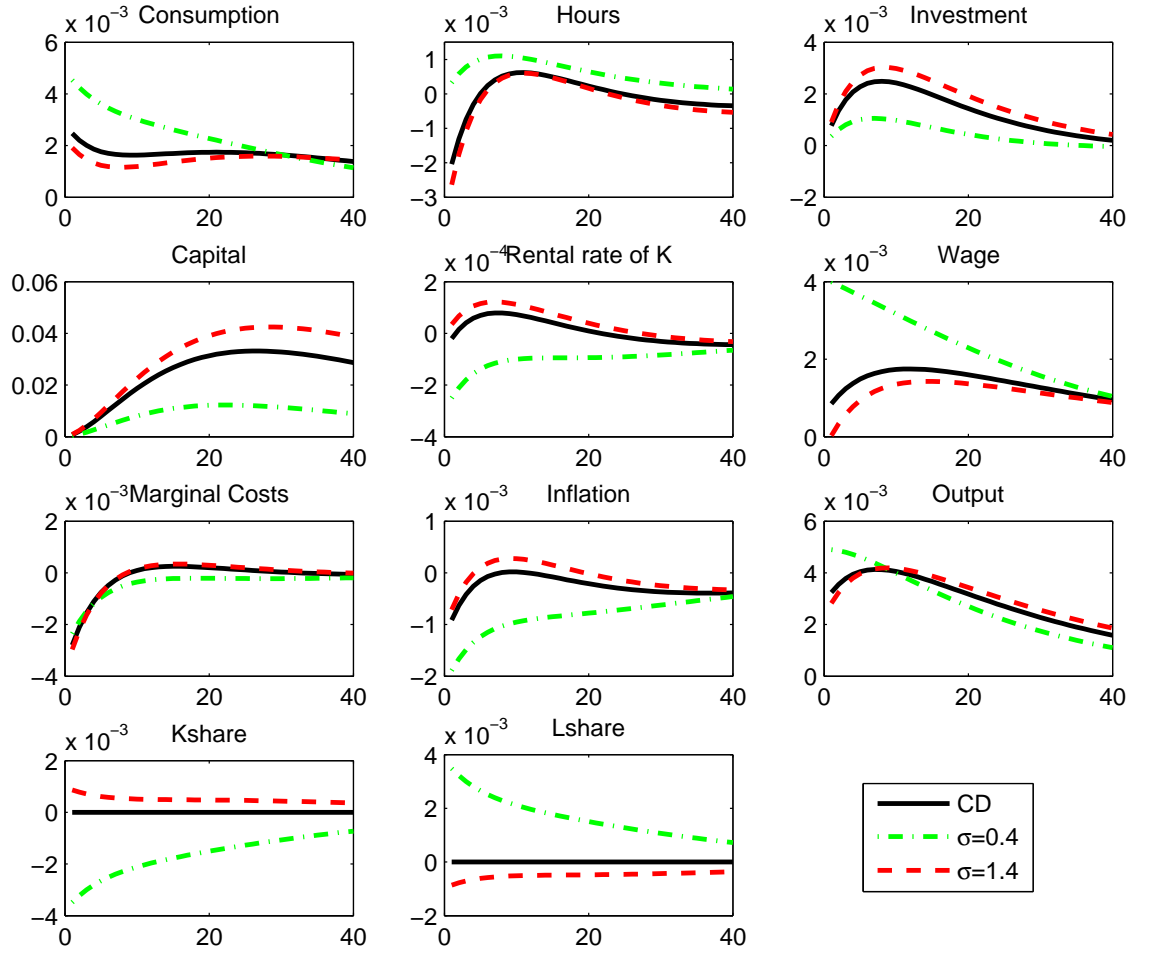 x 10⁻³ Consumption
6
4
2
0
0 20 40
x 10⁻³ Hours
1
0
−1
−2
−3
0 20 40
x 10⁻³ Investment
4
2
0
−2
0 20 40
Capital
0.06
0.04
0.02
0
0 20 40
x 10⁻⁴ Rental rate of K
2
0
−2
−4
0 20 40
x 10⁻³ Wage
4
2
0
0 20 40
x 10⁻³ Marginal Costs
2
0
−2
−4
0 20 40
x 10⁻³ Inflation
1
0
−1
−2
0 20 40
x 10⁻³ Output
6
4
2
0
0 20 40
x 10⁻³ Kshare
2
0
−2
−4
0 20 40
x 10⁻³ Lshare
4
2
0
−2
0 20 40
CD
σ=0.4
σ=1.4